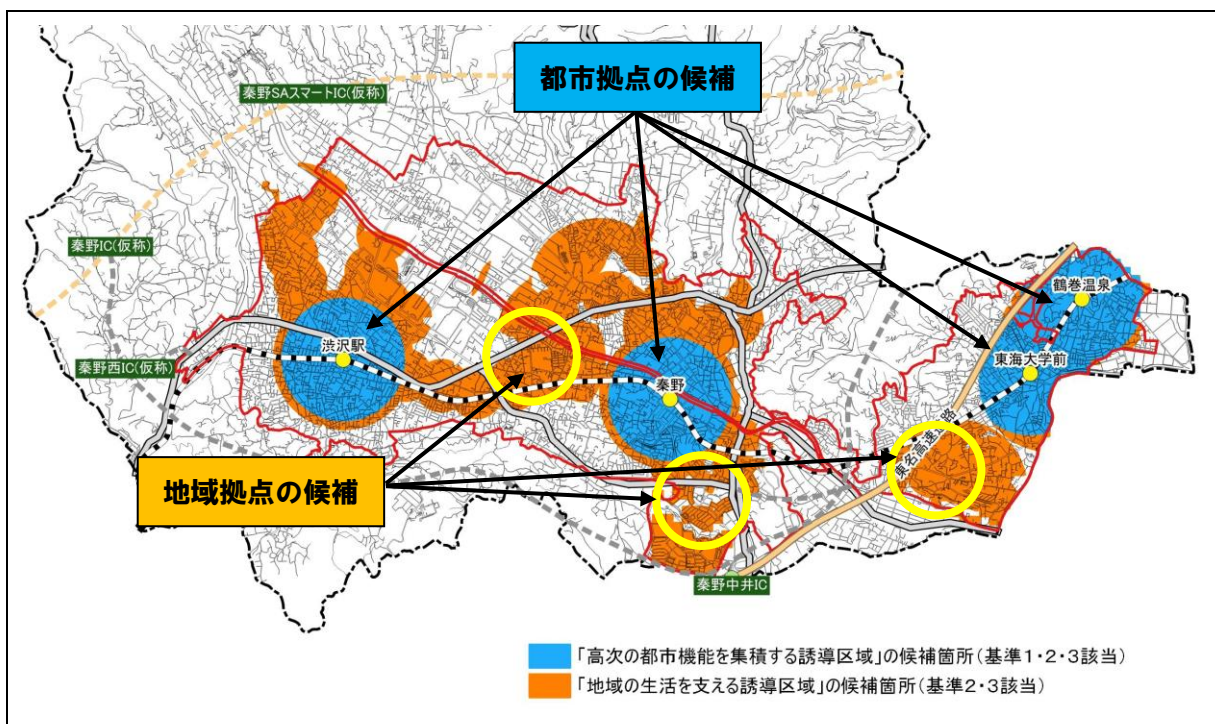 都市拠点の候補
秦野SAスマートIC(仮称)
秦野IC(仮称)
鶴巻温泉
渋沢駅
東海大学前
秦野西IC(仮称)
秦野
東名高速道路
地域拠点の候補
秦野中井IC
「高次の都市機能を集積する誘導区域」の候補箇所(基準1・2・3該当)
「地域の生活を支える誘導区域」の候補箇所(基準2・3該当)